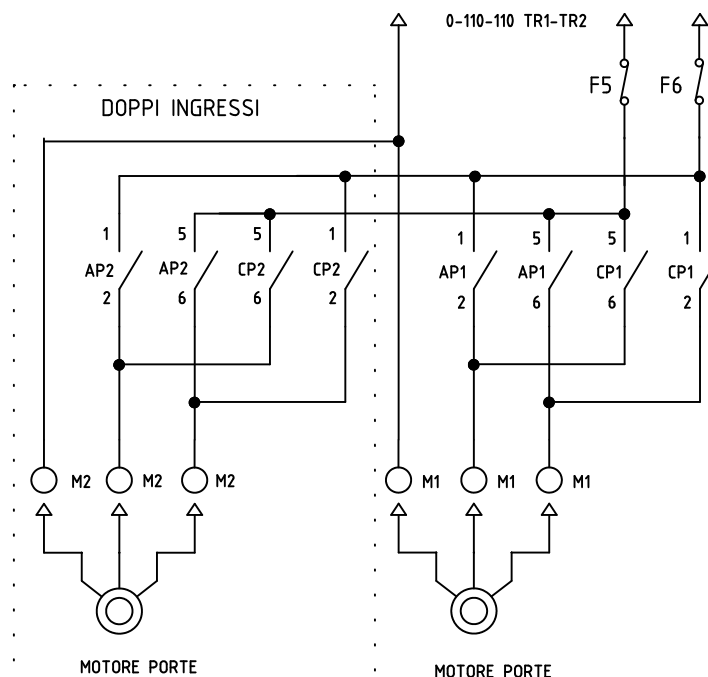 0-110-110 TR1-TR2
F5 F6
DOPPI INGRESSI
1 5 5 1 1 5 5 1
AP2 AP2 CP2 CP2 AP1 AP1 CP1 CP1
2 6 6 2 2 6 6 2
M2 M2 M2 M1 M1 M1
MOTORE PORTE MOTORE PORTE